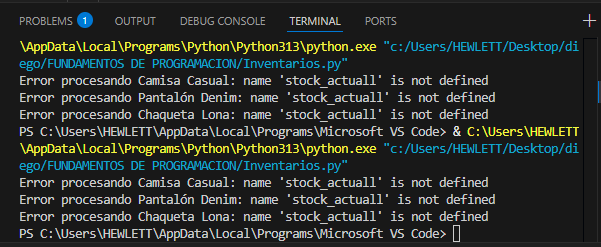 PROBLEMS 1 OUTPUT DEBUG CONSOLE TERMINAL PORTS
\AppData\Local\Programs\Python\Python313\python.exe "c:/Users/HEWLETT/Desktop/di
ego/FUNDAMENTOS DE PROGRAMACION/Inventarios.py"
Error procesando Camisa Casual: name 'stock_actuall' is not defined
Error procesando Pantalón Denim: name 'stock_actuall' is not defined
Error procesando Chaqueta Lona: name 'stock_actuall' is not defined
PS C:\Users\HEWLETT\AppData\Local\Programs\Microsoft VS Code> & C:\Users\HEWLETT
\AppData\Local\Programs\Python\Python313\python.exe "c:/Users/HEWLETT/Desktop/di
ego/FUNDAMENTOS DE PROGRAMACION/Inventarios.py"
Error procesando Camisa Casual: name 'stock_actuall' is not defined
Error procesando Pantalón Denim: name 'stock_actuall' is not defined
Error procesando Chaqueta Lona: name 'stock_actuall' is not defined
PS C:\Users\HEWLETT\AppData\Local\Programs\Microsoft VS Code>